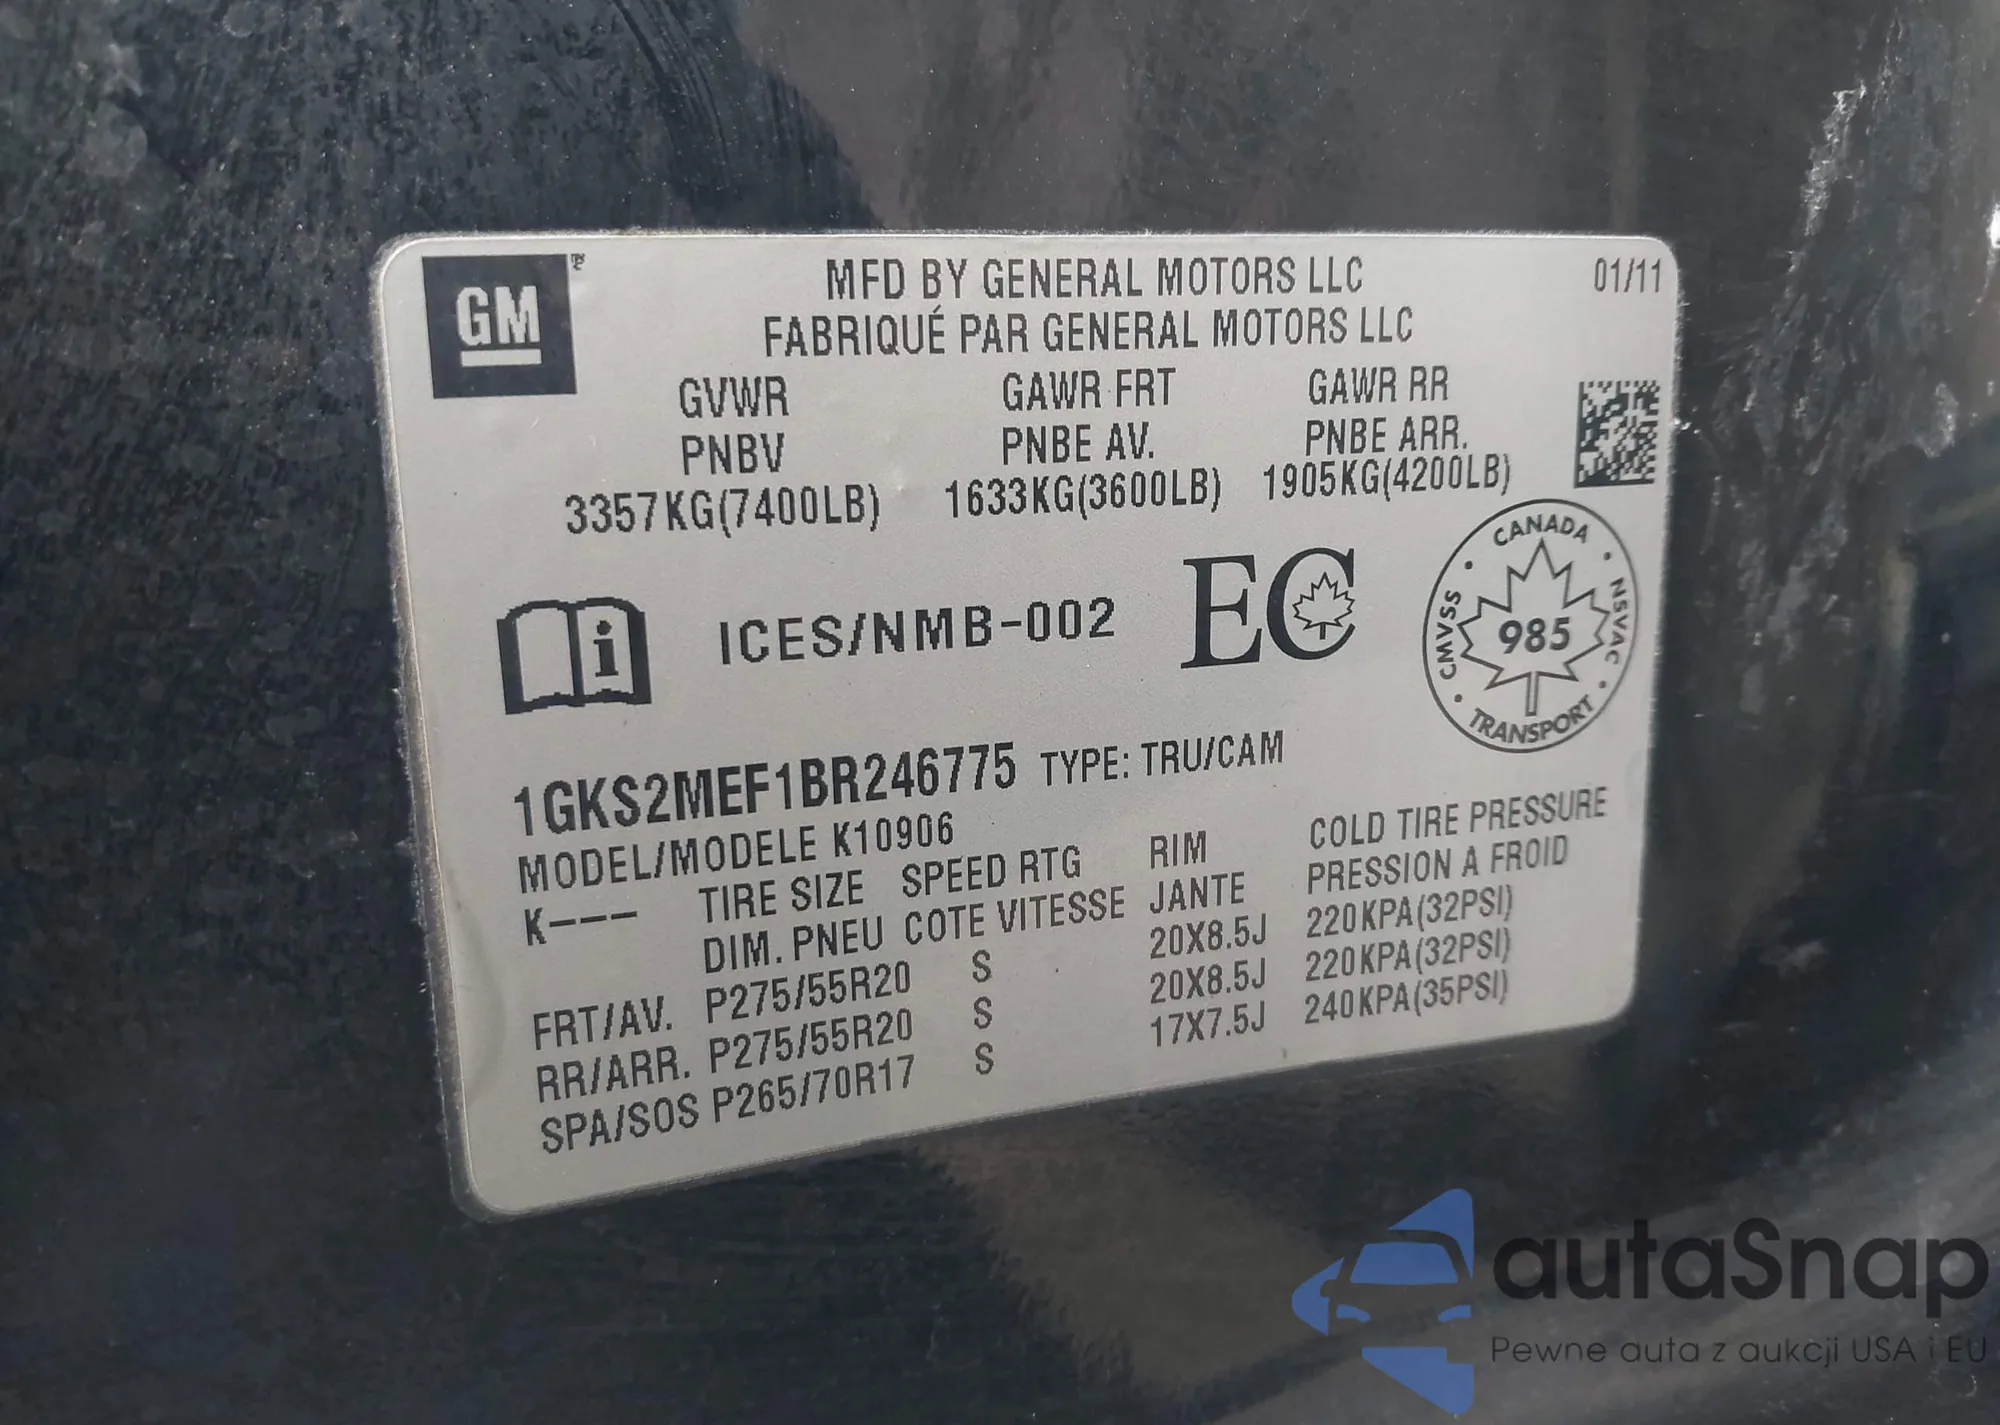 GM
MFD BY GENERAL MOTORS LLC 01/11
FABRIQUÉ PAR GENERAL MOTORS LLC
GVWR GAWR FRT GAWR RR
PNBV PNBE AV. PNBE ARR.
3357KG(7400LB) 1633KG(3600LB) 1905KG(4200LB)
i ICES/NMB-002 EC
CANADA
CMVSS 985 NSVAC
TRANSPORT
1GKS2MEF1BR246775 TYPE: TRU/CAM
MODEL/MODELE K10906
K--- TIRE SIZE SPEED RTG RIM COLD TIRE PRESSURE
DIM. PNEU COTE VITESSE JANTE PRESSION A FROID
FRT/AV. P275/55R20 S 20X8.5J 220KPA(32PSI)
RR/ARR. P275/55R20 S 20X8.5J 220KPA(32PSI)
SPA/SOS P265/70R17 S 17X7.5J 240KPA(35PSI)
autaSnap
Pewne auta z aukcji USA i EU